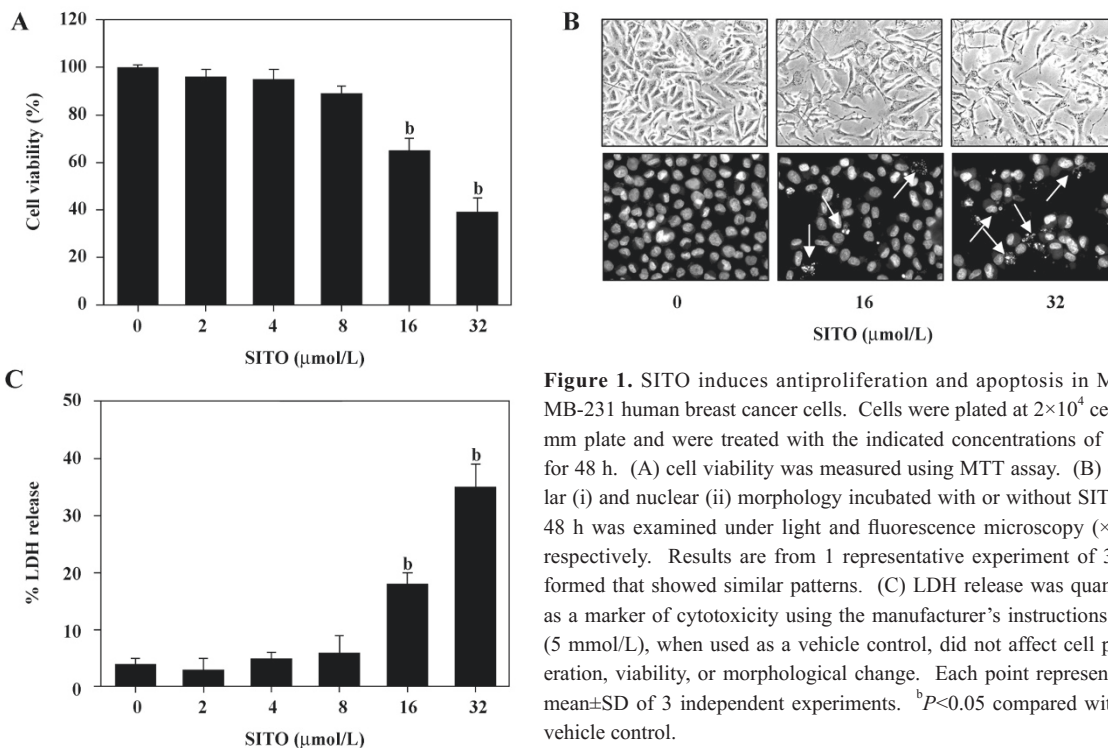 A
120
100
80
60
40
20
0
Cell viability (%)
b
b
0 2 4 8 16 32
SITO (μmol/L)
B
0 16 32
SITO (μmol/L)
C
50
40
30
20
10
0
% LDH release
b
b
0 2 4 8 16 32
SITO (μmol/L)
Figure 1. SITO induces antiproliferation and apoptosis in M
MB-231 human breast cancer cells. Cells were plated at 2×10⁴ ce
mm plate and were treated with the indicated concentrations of
for 48 h. (A) cell viability was measured using MTT assay. (B)
lar (i) and nuclear (ii) morphology incubated with or without SIT
48 h was examined under light and fluorescence microscopy (×
respectively. Results are from 1 representative experiment of 3
formed that showed similar patterns. (C) LDH release was quan
as a marker of cytotoxicity using the manufacturer's instructions
(5 mmol/L), when used as a vehicle control, did not affect cell p
eration, viability, or morphological change. Each point represen
mean±SD of 3 independent experiments. ᵇP<0.05 compared wit
vehicle control.